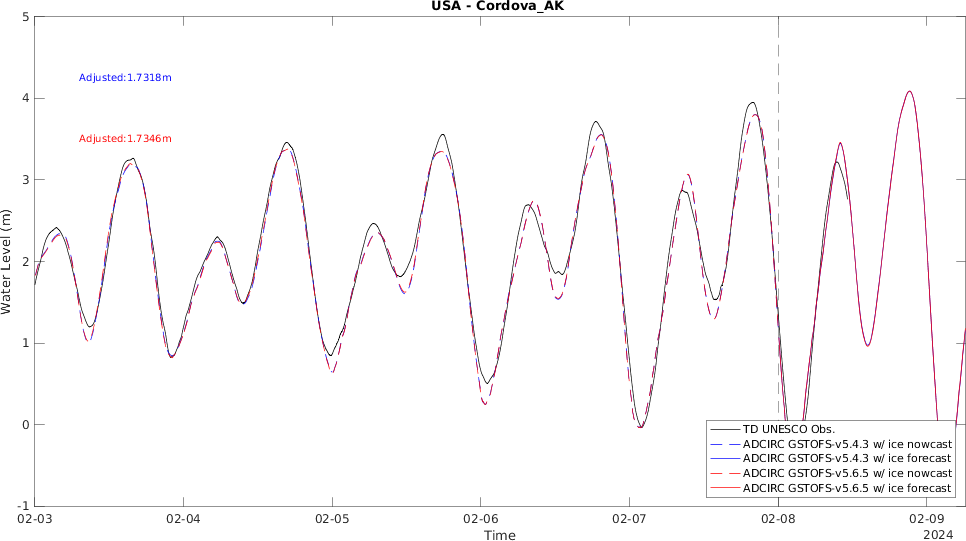 USA - Cordova_AK
5
4
3
2
1
0
-1
Water Level (m)
Adjusted:1.7318m
Adjusted:1.7346m
TD UNESCO Obs.
ADCIRC GSTOFS-v5.4.3 w/ ice nowcast
ADCIRC GSTOFS-v5.4.3 w/ ice forecast
ADCIRC GSTOFS-v5.6.5 w/ ice nowcast
ADCIRC GSTOFS-v5.6.5 w/ ice forecast
02-03 02-04 02-05 02-06 02-07 02-08 02-09
Time
2024